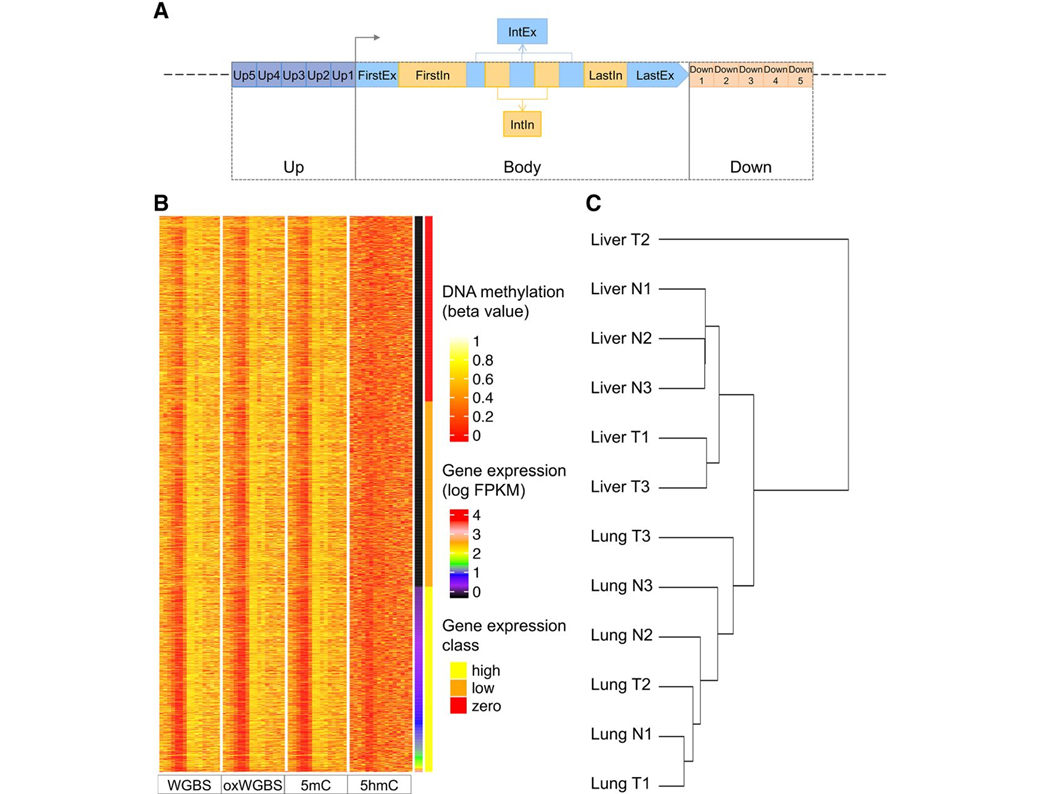 A
IntEx
Up5 Up4 Up3 Up2 Up1 FirstEx FirstIn LastIn LastEx Down Down Down Down Down
1 2 3 4 5
IntIn
Up Body Down
B
DNA methylation
(beta value)
1
0.8
0.6
0.4
0.2
0
Gene expression
(log FPKM)
4
3
2
1
0
Gene expression
class
high
low
zero
WGBS oxWGBS 5mC 5hmC
C
Liver T2
Liver N1
Liver N2
Liver N3
Liver T1
Liver T3
Lung T3
Lung N3
Lung N2
Lung T2
Lung N1
Lung T1